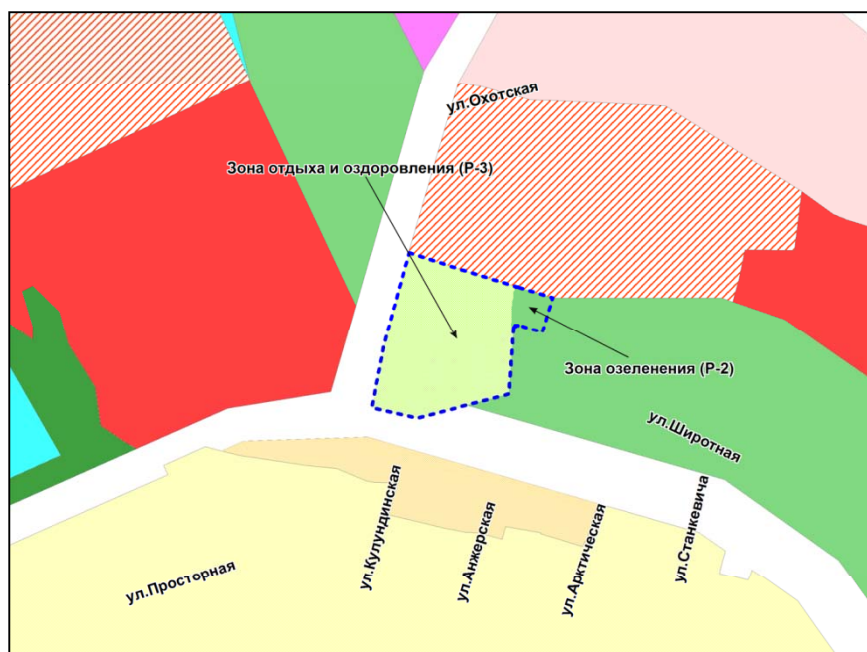 ул.Охотская
Зона отдыха и оздоровления (Р-3)
Зона озеленения (Р-2)
ул.Широтная
ул.Кулундинская
ул.Анжерская
ул.Арктическая
ул.Станкевича
ул.Просторная